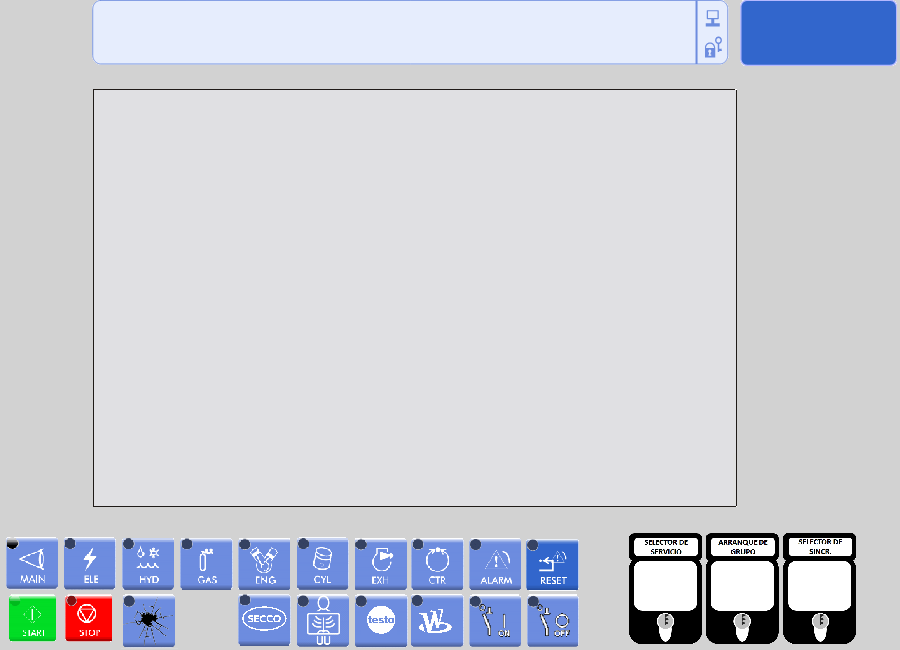 MAIN
ELE
HYD
GAS
ENG
CYL
EXH
CTR
ALARM
RESET
START
STOP
SECCO
testo
W
ON
OFF
SELECTOR DE
SERVICIO
ARRANQUE DE
GRUPO
SELECTOR DE
SINCR.